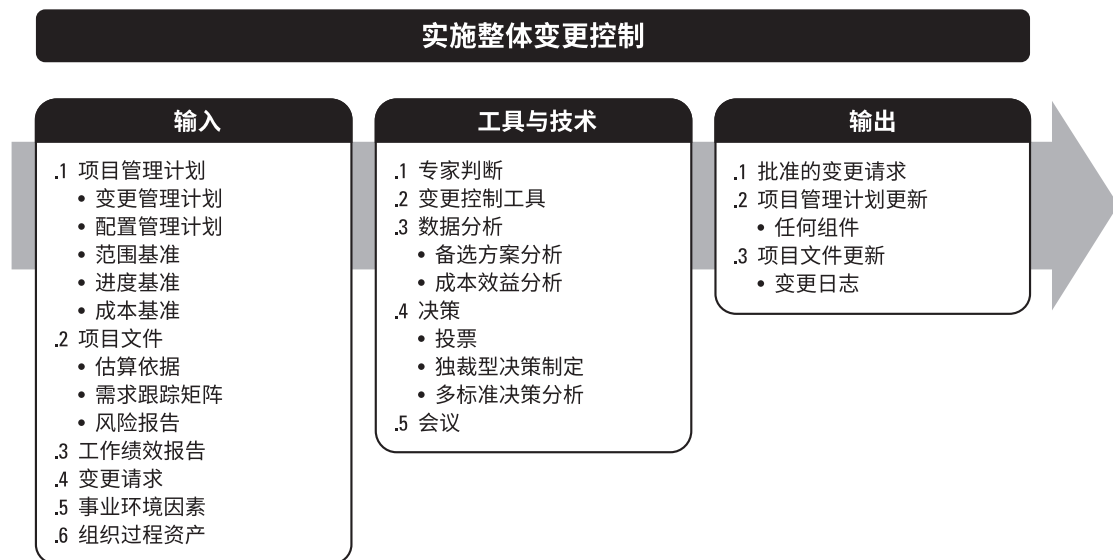 实施整体变更控制
输入
.1 项目管理计划
• 变更管理计划
• 配置管理计划
• 范围基准
• 进度基准
• 成本基准
.2 项目文件
• 估算依据
• 需求跟踪矩阵
• 风险报告
.3 工作绩效报告
.4 变更请求
.5 事业环境因素
.6 组织过程资产
工具与技术
.1 专家判断
.2 变更控制工具
.3 数据分析
• 备选方案分析
• 成本效益分析
.4 决策
• 投票
• 独裁型决策制定
• 多标准决策分析
.5 会议
输出
.1 批准的变更请求
.2 项目管理计划更新
• 任何组件
.3 项目文件更新
• 变更日志